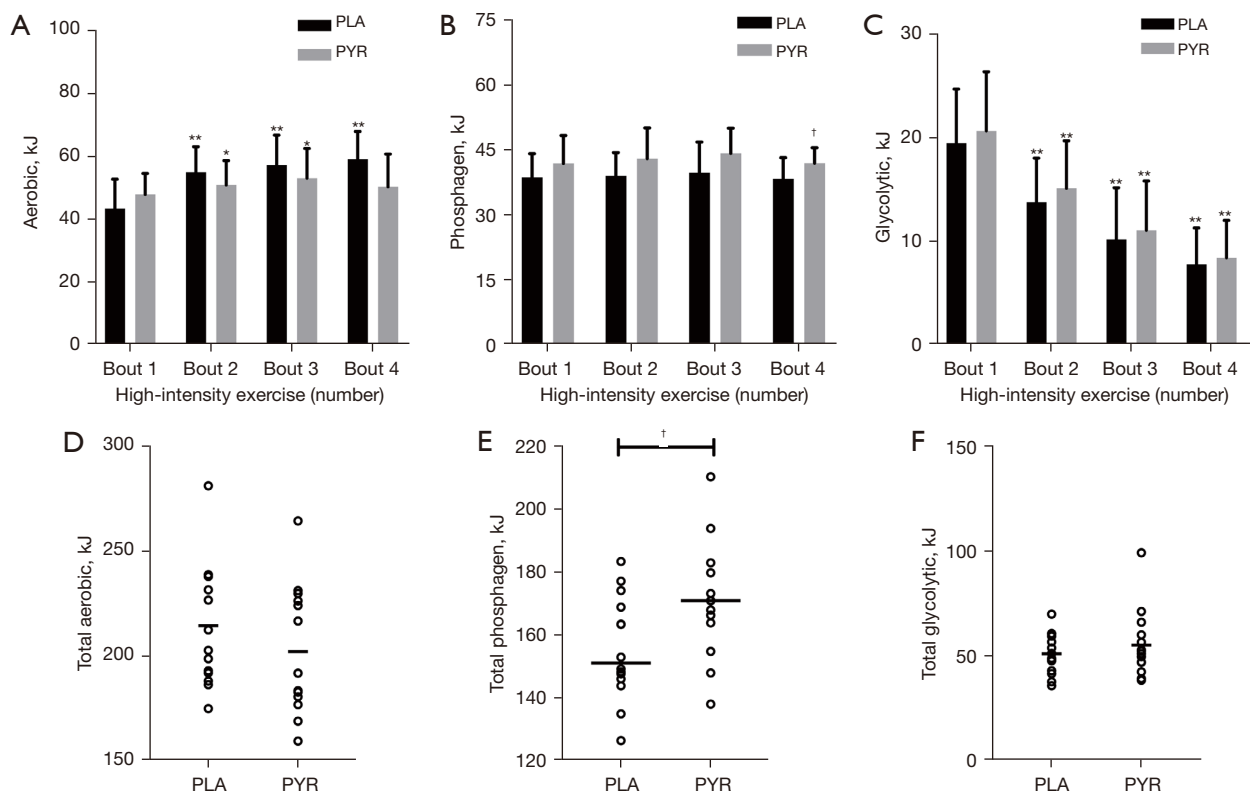 A
Aerobic, kJ
100
80
60
40
20
0
PLA
PYR
**
*
**
*
**
Bout 1 Bout 2 Bout 3 Bout 4
High-intensity exercise (number)
B
Phosphagen, kJ
75
60
45
30
15
0
PLA
PYR
†
Bout 1 Bout 2 Bout 3 Bout 4
High-intensity exercise (number)
C
Glycolytic, kJ
30
20
10
0
PLA
PYR
**
**
**
**
**
**
Bout 1 Bout 2 Bout 3 Bout 4
High-intensity exercise (number)
D
Total aerobic, kJ
300
250
200
150
PLA PYR
E
Total phosphagen, kJ
220
200
180
160
140
120
†
PLA PYR
F
Total glycolytic, kJ
150
100
50
0
PLA PYR